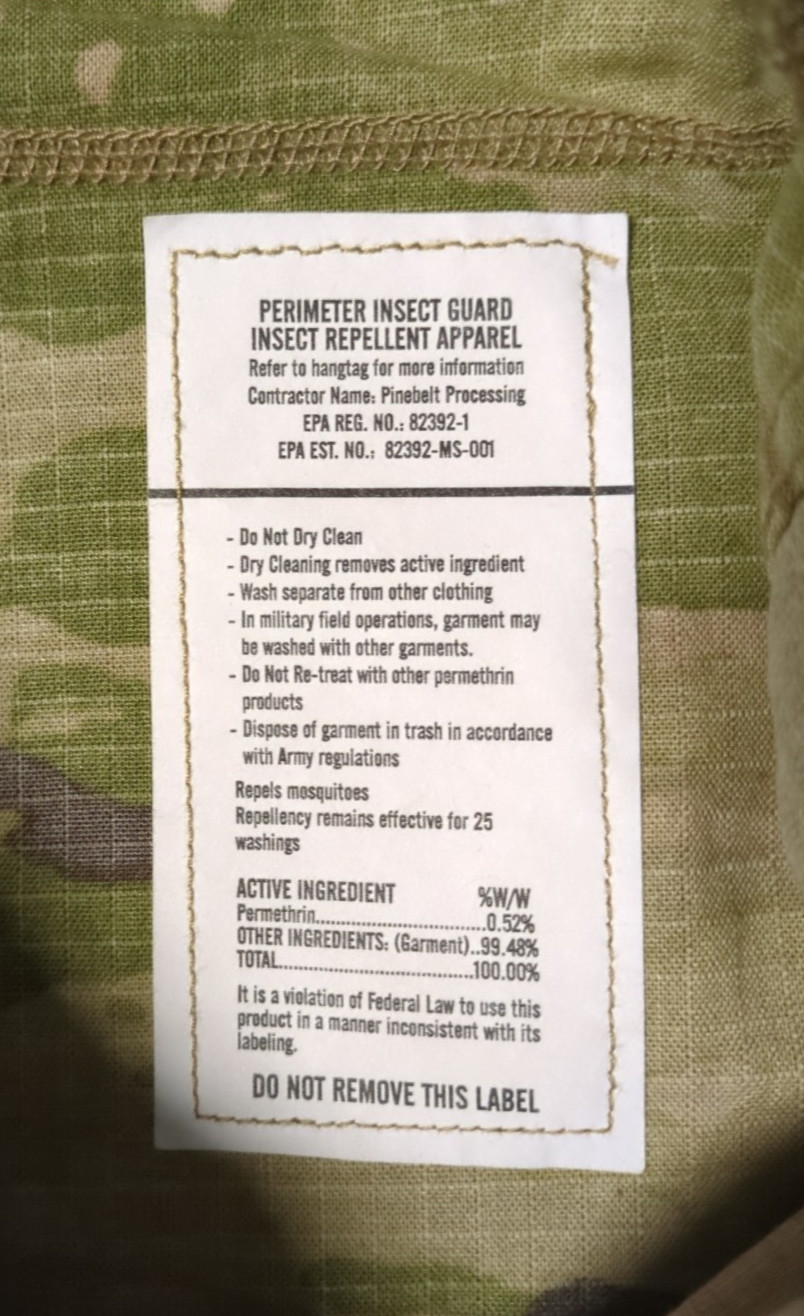 PERIMETER INSECT GUARD
INSECT REPELLENT APPAREL
Refer to hangtag for more information
Contractor Name: Pinebelt Processing
EPA REG. NO.: 82392-1
EPA EST. NO.: 82392-MS-001
- Do Not Dry Clean
- Dry Cleaning removes active ingredient
- Wash separate from other clothing
- In military field operations, garment may
be washed with other garments.
- Do Not Re-treat with other permethrin
products
- Dispose of garment in trash in accordance
with Army regulations
Repels mosquitoes
Repellency remains effective for 25
washings
ACTIVE INGREDIENT %W/W
Permethrin..................................0.52%
OTHER INGREDIENTS: (Garment)..99.48%
TOTAL.......................................100.00%
It is a violation of Federal Law to use this
product in a manner inconsistent with its
labeling.
DO NOT REMOVE THIS LABEL